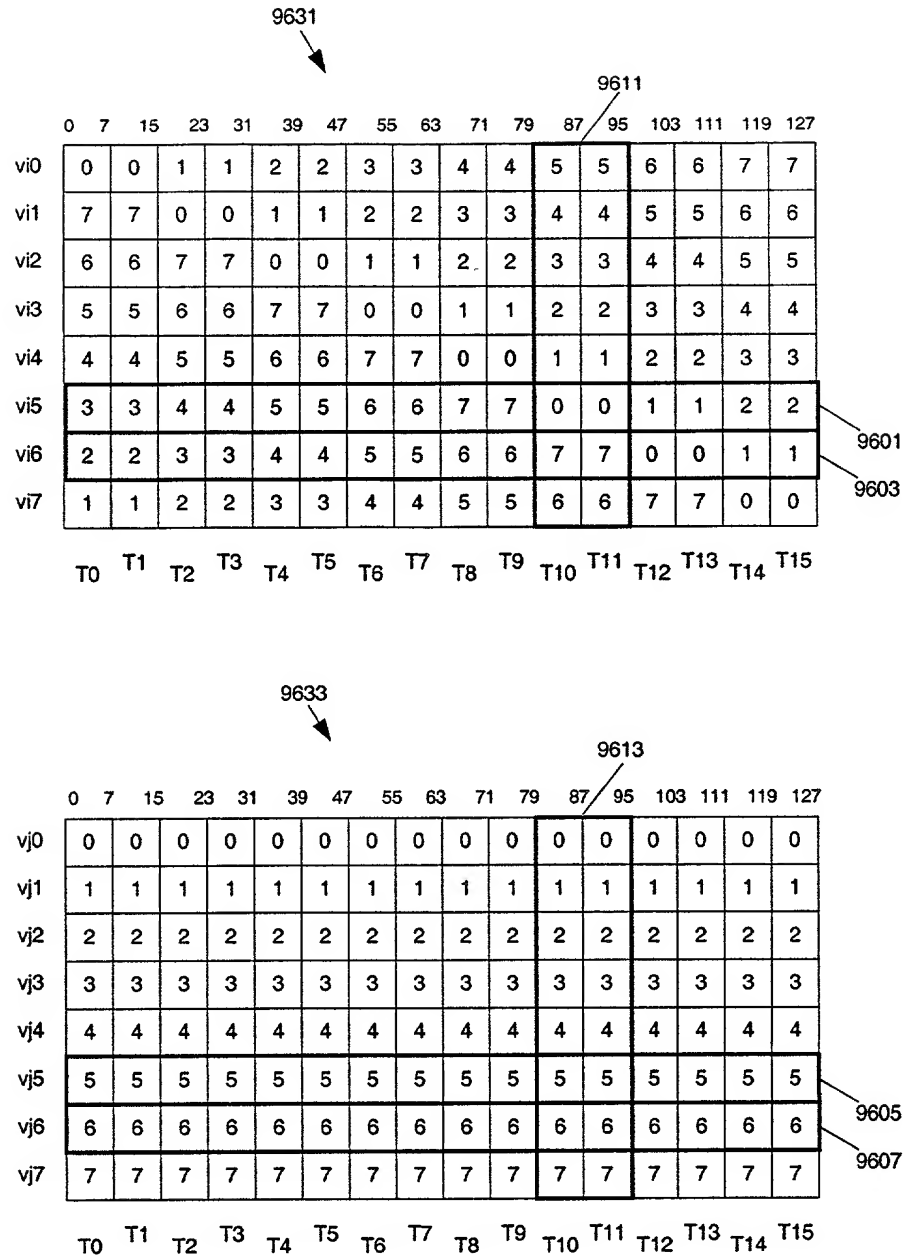 9631
9611
0 7 15 23 31 39 47 55 63 71 79 87 95 103 111 119 127
vi0 0 0 1 1 2 2 3 3 4 4 5 5 6 6 7 7
vi1 7 7 0 0 1 1 2 2 3 3 4 4 5 5 6 6
vi2 6 6 7 7 0 0 1 1 2 2 3 3 4 4 5 5
vi3 5 5 6 6 7 7 0 0 1 1 2 2 3 3 4 4
vi4 4 4 5 5 6 6 7 7 0 0 1 1 2 2 3 3
vi5 3 3 4 4 5 5 6 6 7 7 0 0 1 1 2 2
9601
vi6 2 2 3 3 4 4 5 5 6 6 7 7 0 0 1 1
9603
vi7 1 1 2 2 3 3 4 4 5 5 6 6 7 7 0 0
T0 T1 T2 T3 T4 T5 T6 T7 T8 T9 T10 T11 T12 T13 T14 T15
9633
9613
0 7 15 23 31 39 47 55 63 71 79 87 95 103 111 119 127
vj0 0 0 0 0 0 0 0 0 0 0 0 0 0 0 0 0
vj1 1 1 1 1 1 1 1 1 1 1 1 1 1 1 1 1
vj2 2 2 2 2 2 2 2 2 2 2 2 2 2 2 2 2
vj3 3 3 3 3 3 3 3 3 3 3 3 3 3 3 3 3
vj4 4 4 4 4 4 4 4 4 4 4 4 4 4 4 4 4
vj5 5 5 5 5 5 5 5 5 5 5 5 5 5 5 5 5
9605
vj6 6 6 6 6 6 6 6 6 6 6 6 6 6 6 6 6
9607
vj7 7 7 7 7 7 7 7 7 7 7 7 7 7 7 7 7
T0 T1 T2 T3 T4 T5 T6 T7 T8 T9 T10 T11 T12 T13 T14 T15